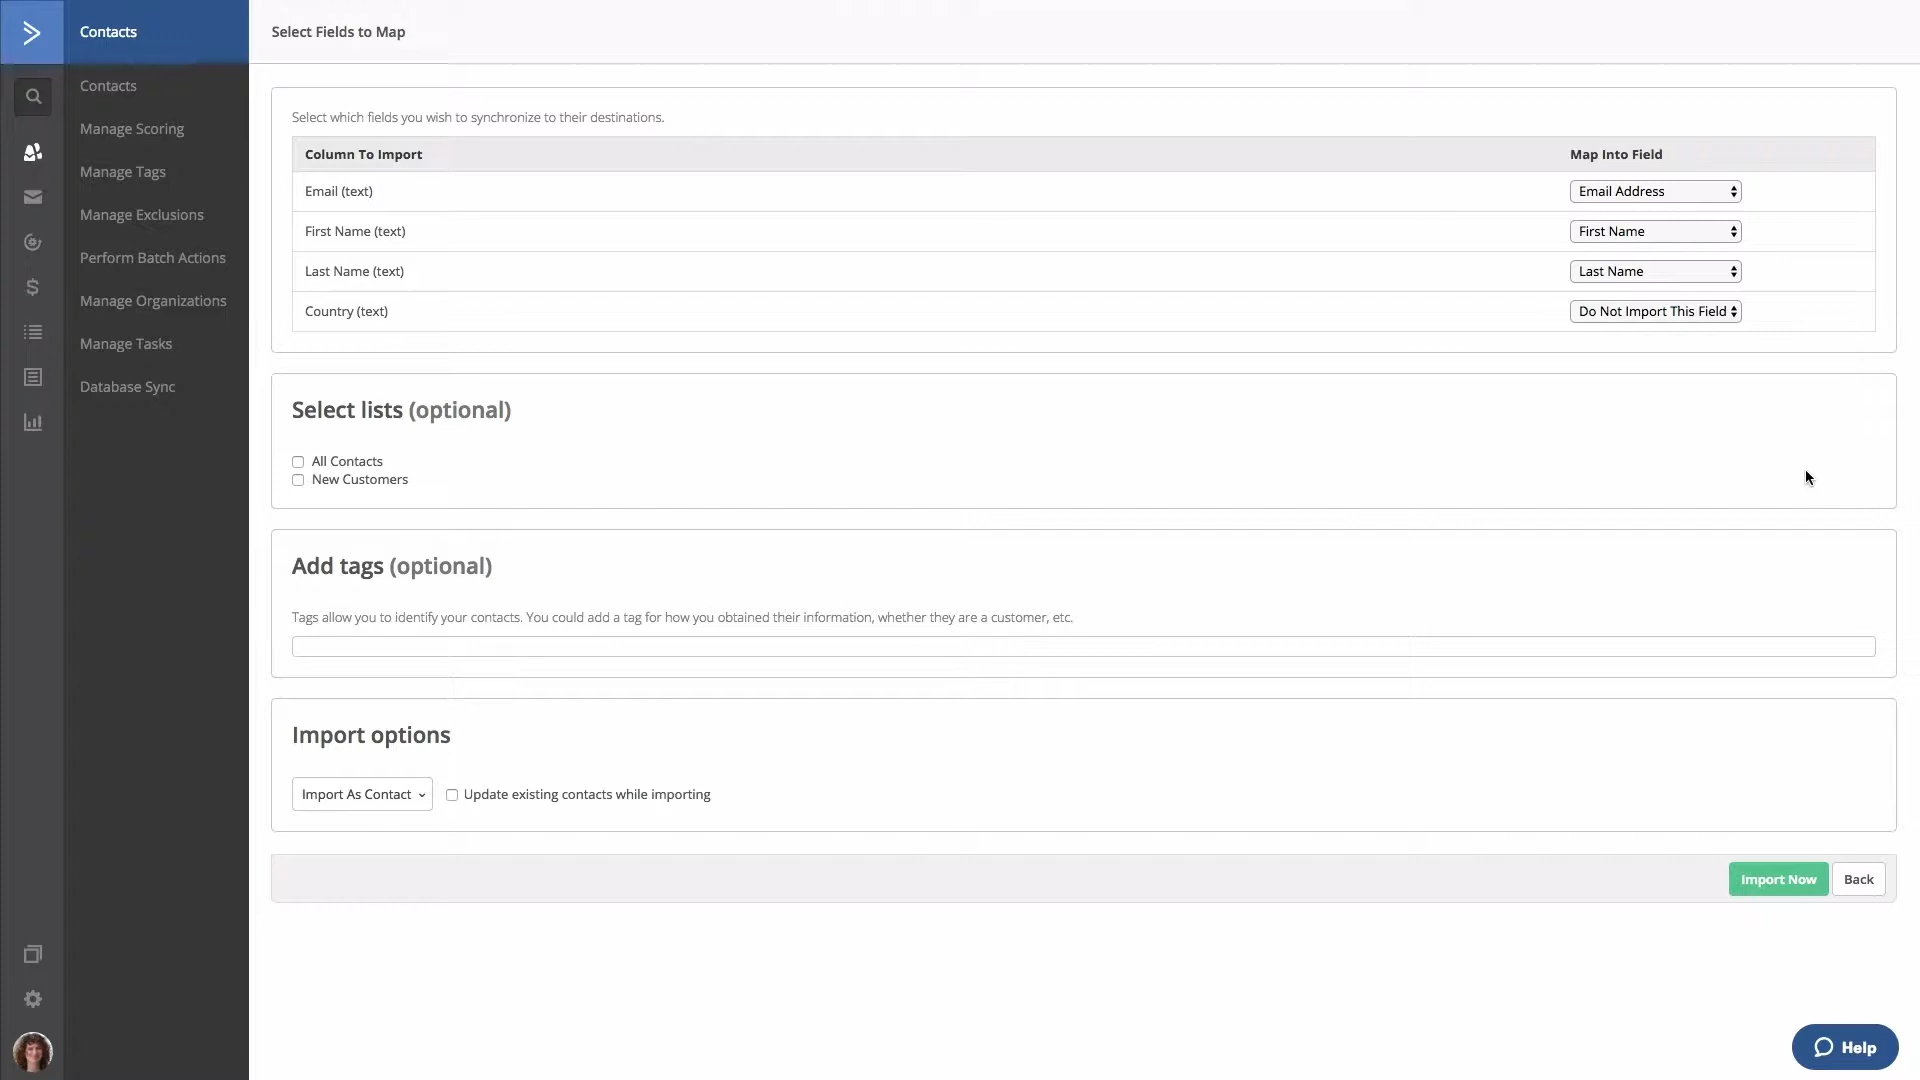 Contacts
Select Fields to Map
Contacts
Manage Scoring
Manage Tags
Manage Exclusions
Perform Batch Actions
Manage Organizations
Manage Tasks
Database Sync
Select which fields you wish to synchronize to their destinations.
Column To Import Map Into Field
Email (text) Email Address
First Name (text) First Name
Last Name (text) Last Name
Country (text) Do Not Import This Field
Select lists (optional)
All Contacts
New Customers
Add tags (optional)
Tags allow you to identify your contacts. You could add a tag for how you obtained their information, whether they are a customer, etc.
Import options
Import As Contact Update existing contacts while importing
Import Now Back
Help